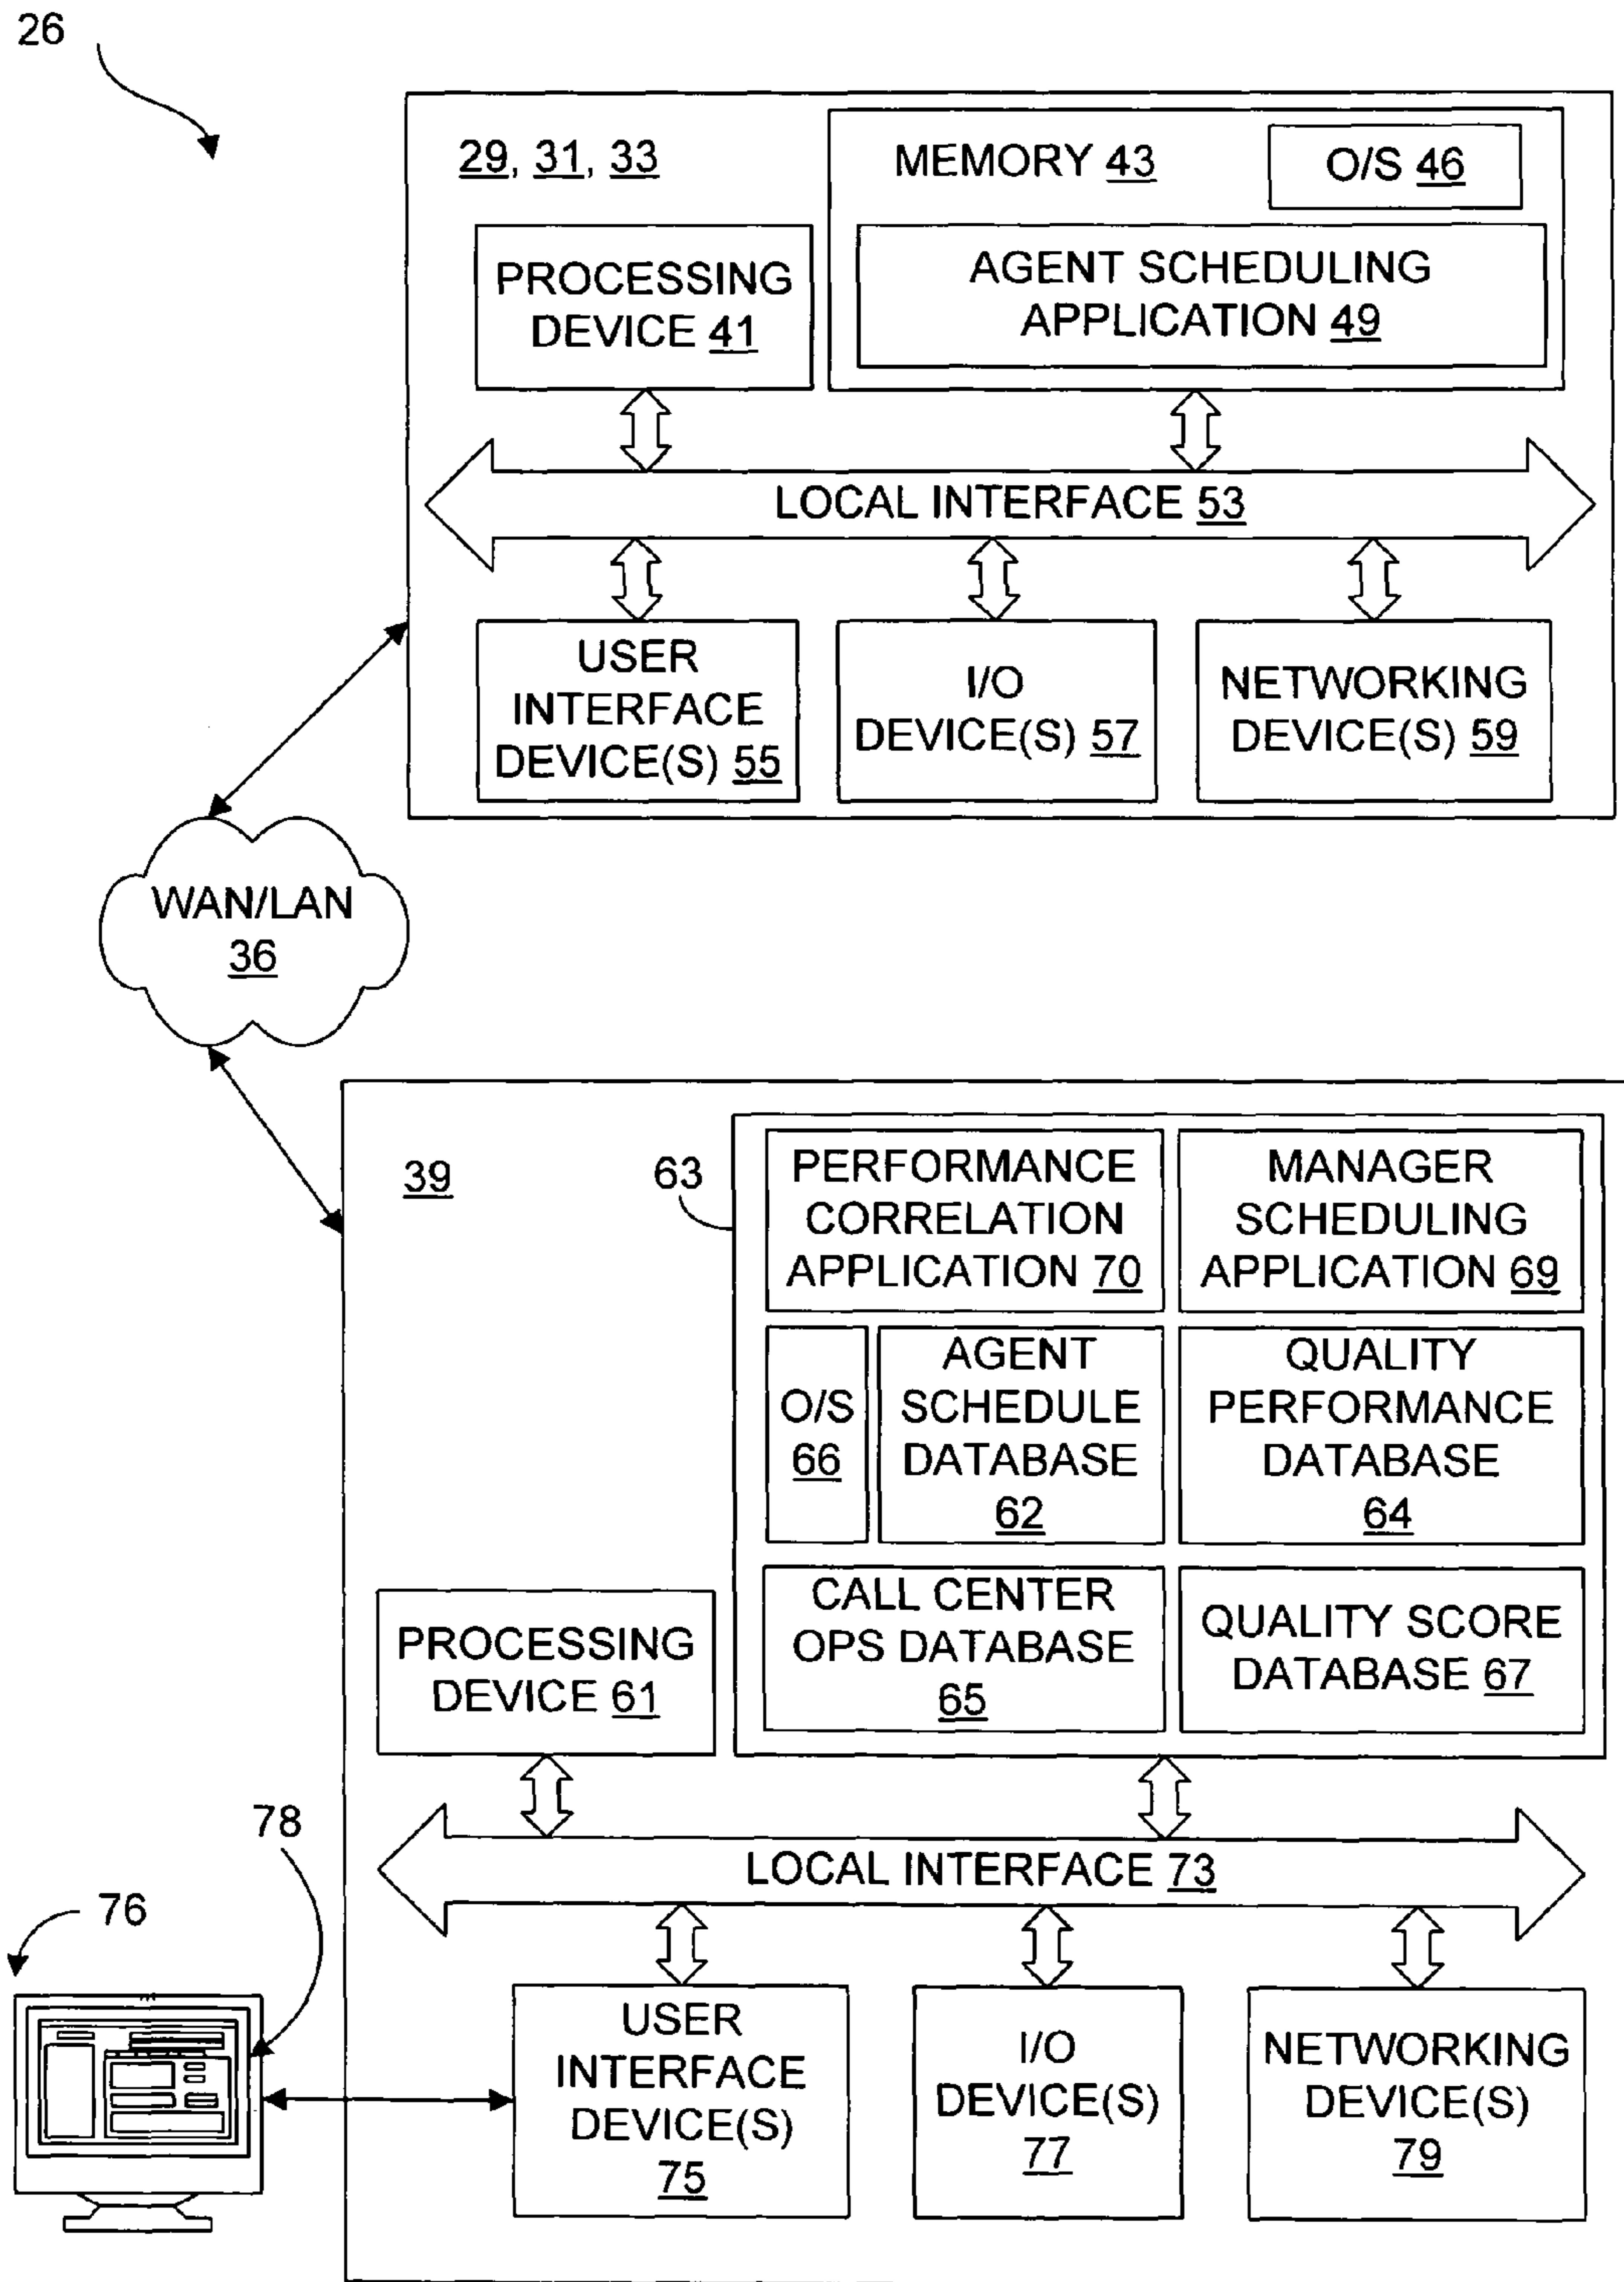 26
29, 31, 33
MEMORY 43
O/S 46
PROCESSING
DEVICE 41
AGENT SCHEDULING
APPLICATION 49
LOCAL INTERFACE 53
USER
INTERFACE
DEVICE(S) 55
I/O
DEVICE(S) 57
NETWORKING
DEVICE(S) 59
WAN/LAN
36
39
63
PERFORMANCE
CORRELATION
APPLICATION 70
MANAGER
SCHEDULING
APPLICATION 69
O/S
66
AGENT
SCHEDULE
DATABASE
62
QUALITY
PERFORMANCE
DATABASE
64
PROCESSING
DEVICE 61
CALL CENTER
OPS DATABASE
65
QUALITY SCORE
DATABASE 67
LOCAL INTERFACE 73
78
76
USER
INTERFACE
DEVICE(S)
75
I/O
DEVICE(S)
77
NETWORKING
DEVICE(S)
79